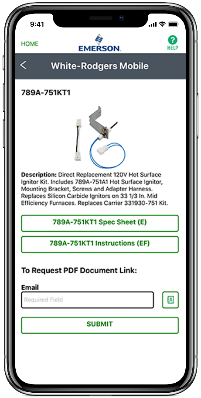 9:41
HOME
EMERSON.
HELP
White-Rodgers Mobile
789A-751KT1
Description: Direct Replacement 120V Hot Surface
Ignitor Kit. Includes 789A-751A1 Hot Surface Ignitor,
Mounting Bracket, Screws and Adapter Harness.
Replaces Silicon Carbide Ignitors on 33 1/3 In. Mid
Efficiency Furnaces. Replaces Carrier 331930-751 Kit.
789A-751KT1 Spec Sheet (E)
789A-751KT1 Instructions (EF)
To Request PDF Document Link:
Email
Required Field
SUBMIT